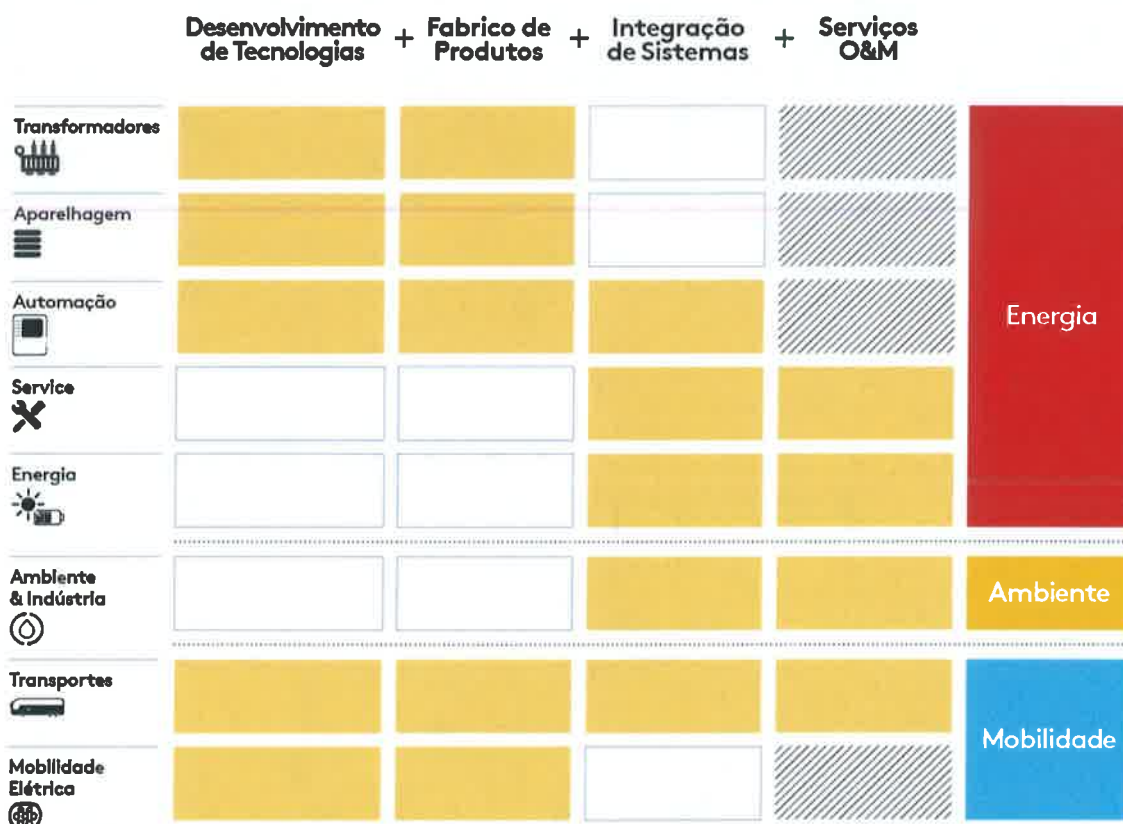 Desenvolvimento
de Tecnologias
+
Fabrico de
Produtos
+
Integração
de Sistemas
+
Serviços
O&M
Transformadores
Aparelhagem
Automação
Service
Energia
Ambiente
& Indústria
Transportes
Mobilidade
Elétrica
Energia
Ambiente
Mobilidade